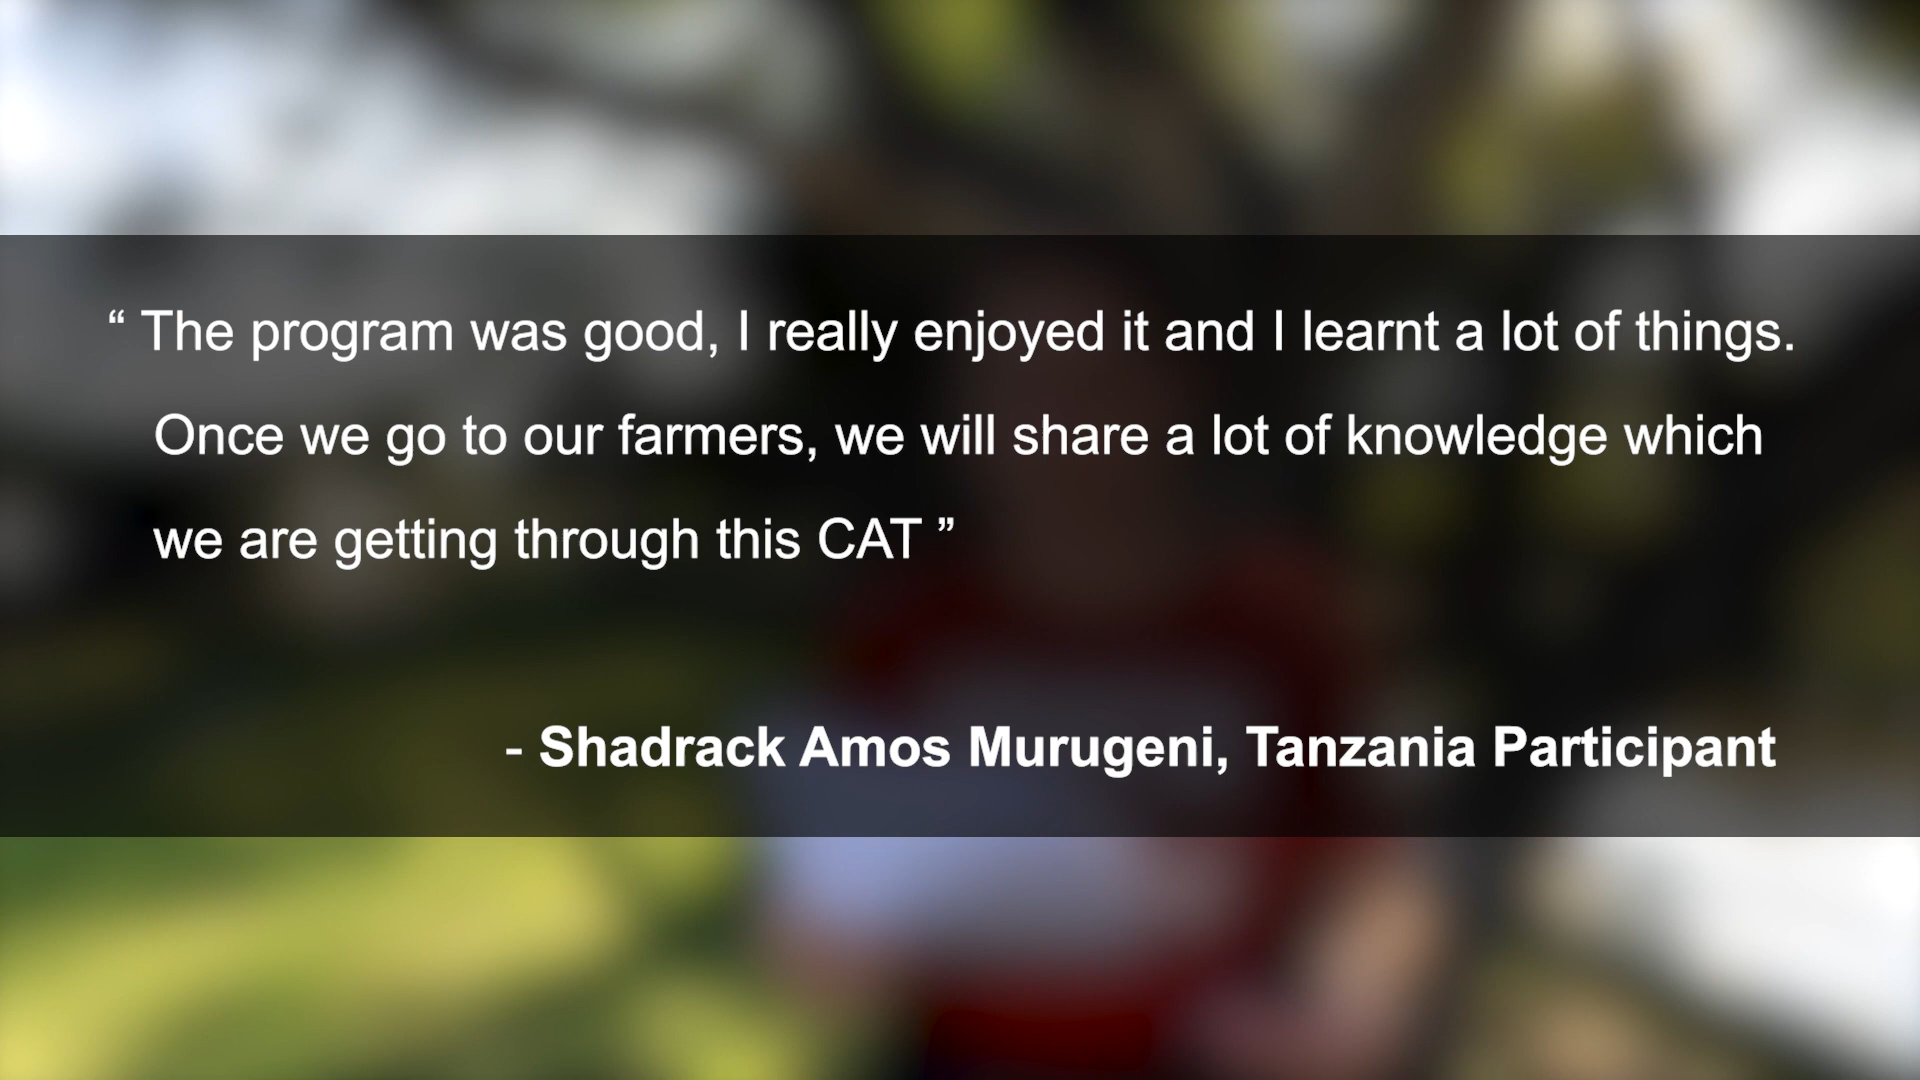 “ The program was good, I really enjoyed it and I learnt a lot of things.
Once we go to our farmers, we will share a lot of knowledge which
we are getting through this CAT ”
- Shadrack Amos Murugeni, Tanzania Participant